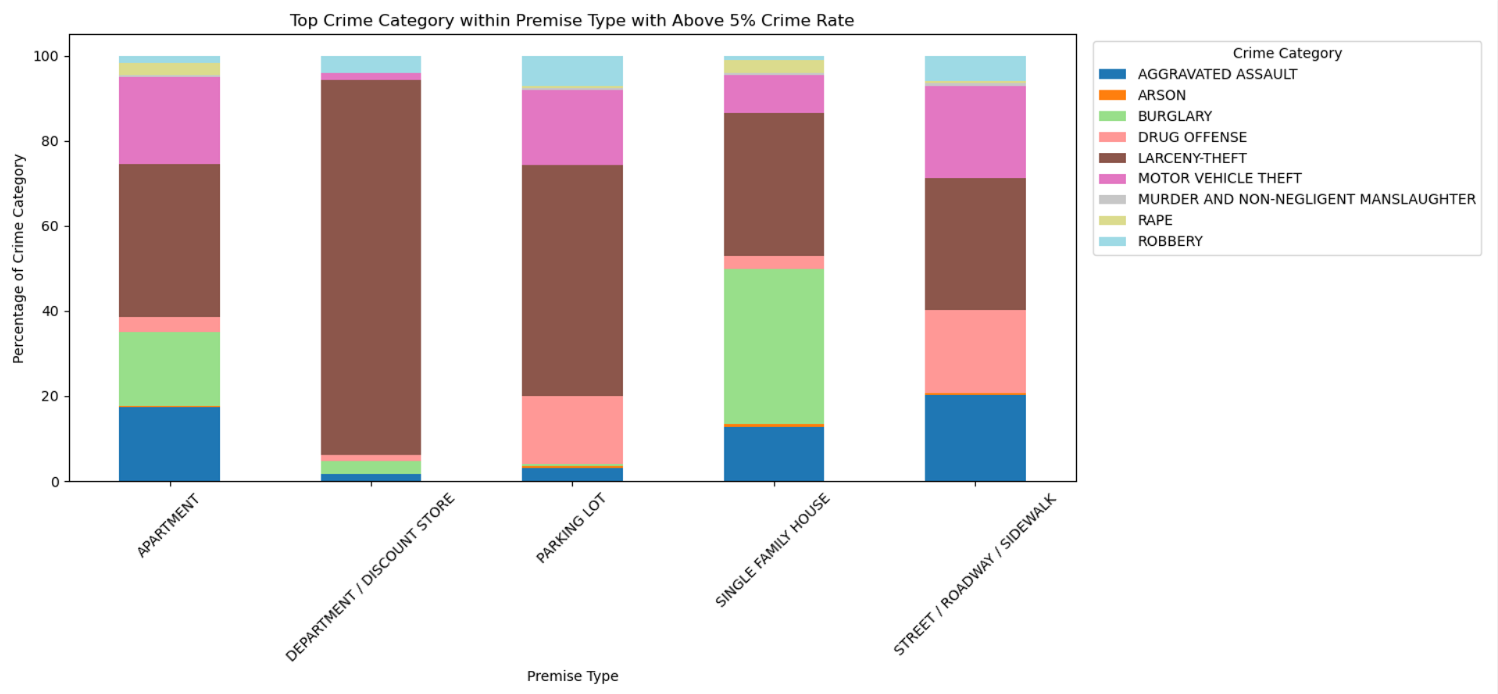 Top Crime Category within Premise Type with Above 5% Crime Rate
Percentage of Crime Category
100
80
60
40
20
0
APARTMENT
DEPARTMENT / DISCOUNT STORE
PARKING LOT
SINGLE FAMILY HOUSE
STREET / ROADWAY / SIDEWALK
Premise Type
Crime Category
AGGRAVATED ASSAULT
ARSON
BURGLARY
DRUG OFFENSE
LARCENY-THEFT
MOTOR VEHICLE THEFT
MURDER AND NON-NEGLIGENT MANSLAUGHTER
RAPE
ROBBERY